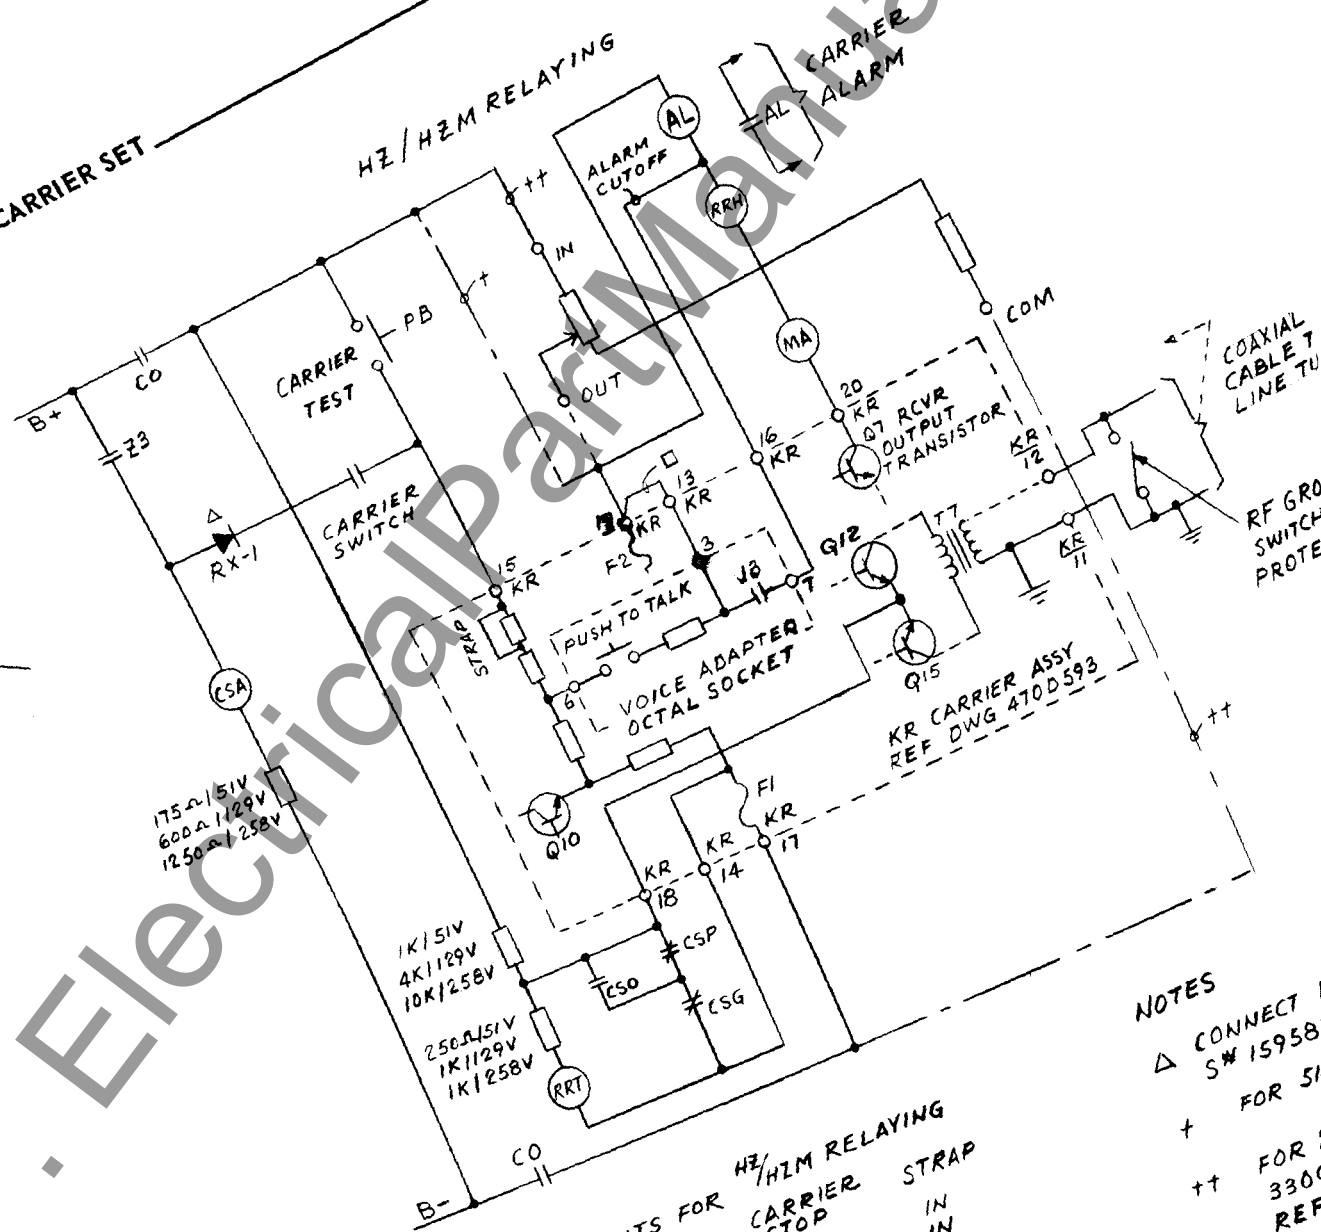 CARRIER SET
HZ/HZM RELAYING
ALARM
CUTOFF
AL
AL
CARRIER
ALARM
RRH
††
IN
†
PB
CARRIER
TEST
CO
B+
Z3
OUT
MA
COM
COAXIAL
CABLE T
LINE TU
20
KR
Q7 RCVR
OUTPUT
TRANSISTOR
16
KR
KR
12
13
KR
KR
F2
CARRIER
SWITCH
Δ
RX-1
15
KR
STRAP
PUSH TO TALK
3
7
6
VOICE ADAPTER
OCTAL SOCKET
Q12
Q15
T7
KR
11
RF GRO
SWITCH
PROTE
CSA
KR CARRIER ASSY
REF DWG 470D593
††
175Ω/51V
600Ω/129V
1250Ω/258V
Q10
F1
KR
17
KR
14
KR
18
CSP
CSO
CSG
1K/51V
4K/129V
10K/258V
250Ω/51V
1K/129V
1K/258V
RRT
CO
B-
NOTES
Δ CONNECT
S# 15958
† FOR 51
†† FOR
330
REF
TS FOR HZ/HZM RELAYING
CARRIER STRAP
STOP IN
IN
ElectricalPartManua